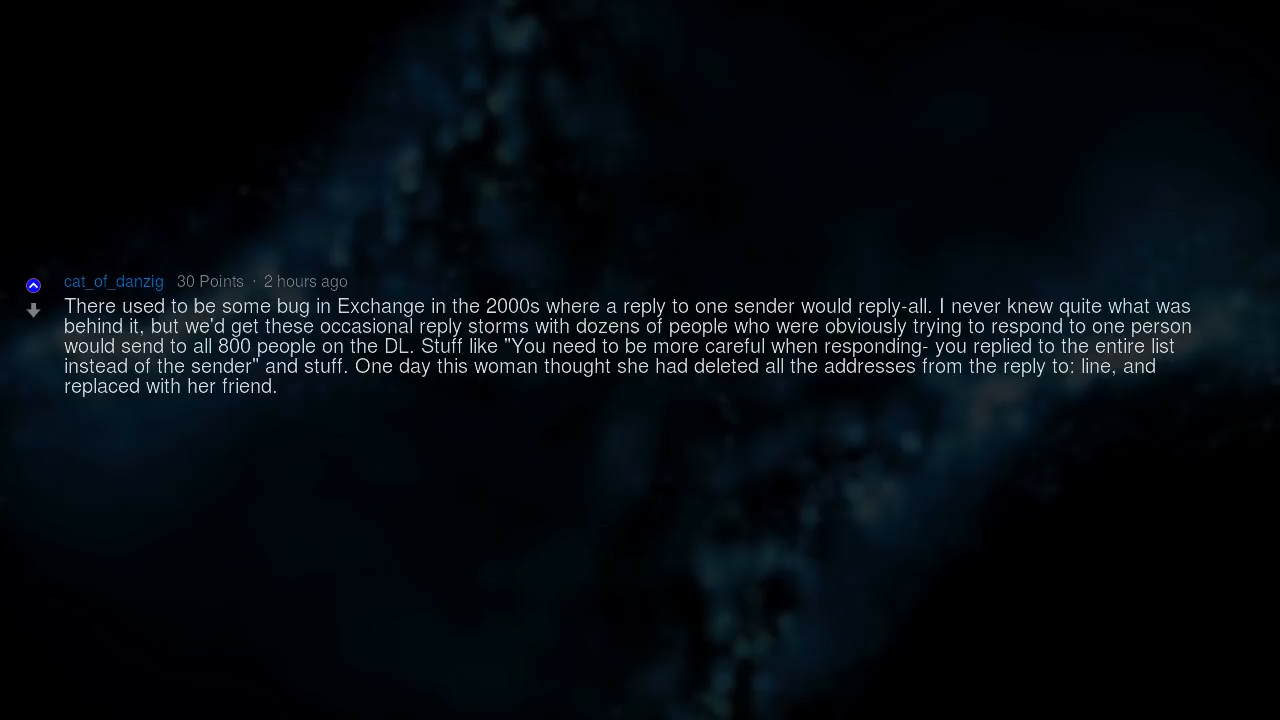 cat_of_danzig 30 Points · 2 hours ago
There used to be some bug in Exchange in the 2000s where a reply to one sender would reply-all. I never knew quite what was
behind it, but we'd get these occasional reply storms with dozens of people who were obviously trying to respond to one person
would send to all 800 people on the DL. Stuff like "You need to be more careful when responding- you replied to the entire list
instead of the sender" and stuff. One day this woman thought she had deleted all the addresses from the reply to: line, and
replaced with her friend.